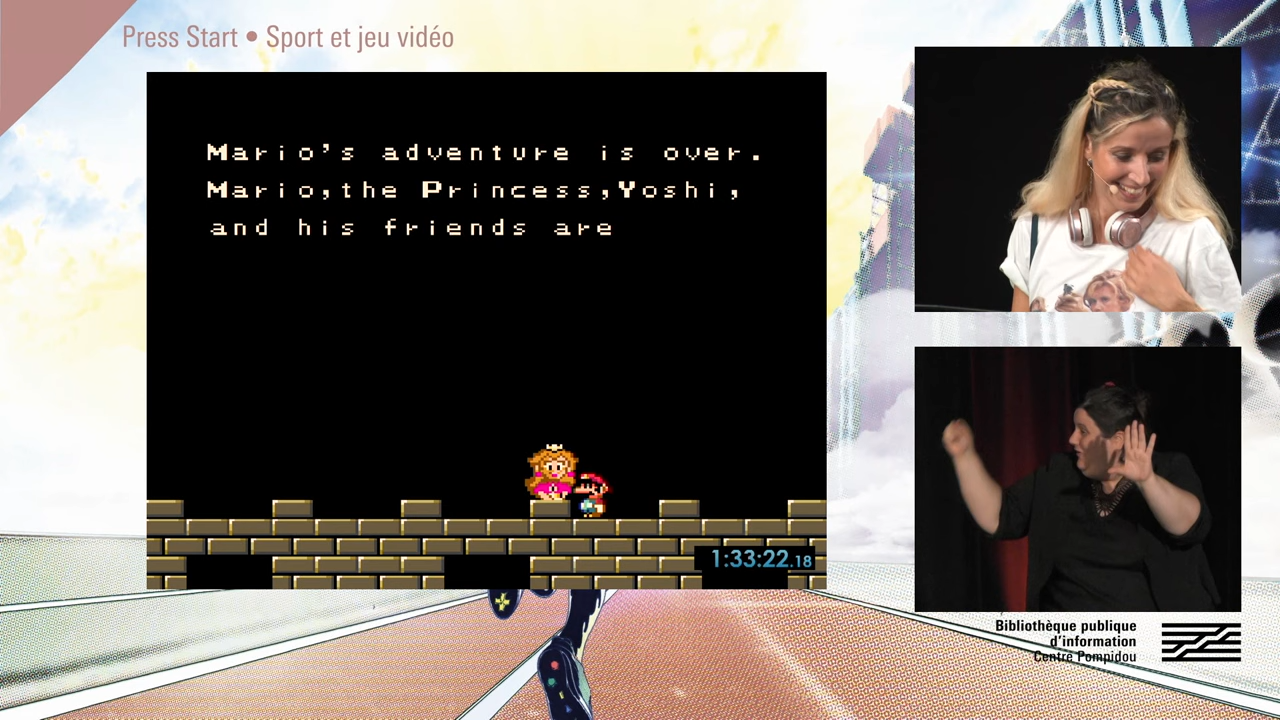 Press Start • Sport et jeu vidéo
Mario's adventure is over.
Mario,the Princess,Yoshi,
and his friends are
1:33:22.18
Bibliothèque publique
d'information
Centre Pompidou